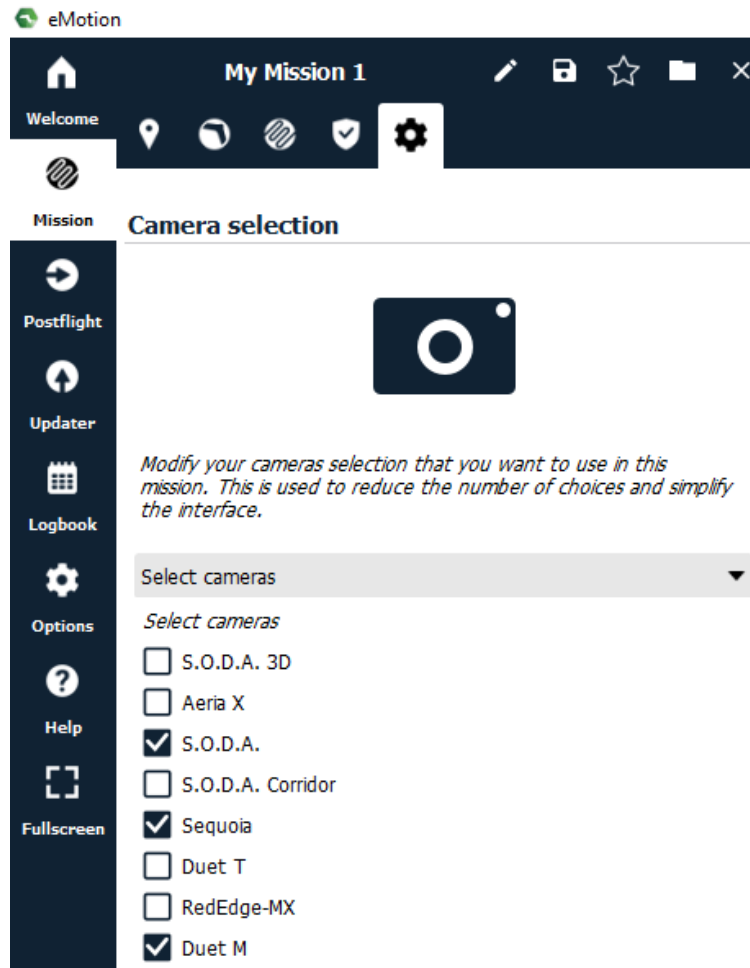 eMotion
My Mission 1
Welcome
Mission
Camera selection
Postflight
Updater
Modify your cameras selection that you want to use in this
mission. This is used to reduce the number of choices and simplify
the interface.
Logbook
Select cameras
Options
Select cameras
S.O.D.A. 3D
Aeria X
Help
S.O.D.A.
S.O.D.A. Corridor
Fullscreen
Sequoia
Duet T
RedEdge-MX
Duet M